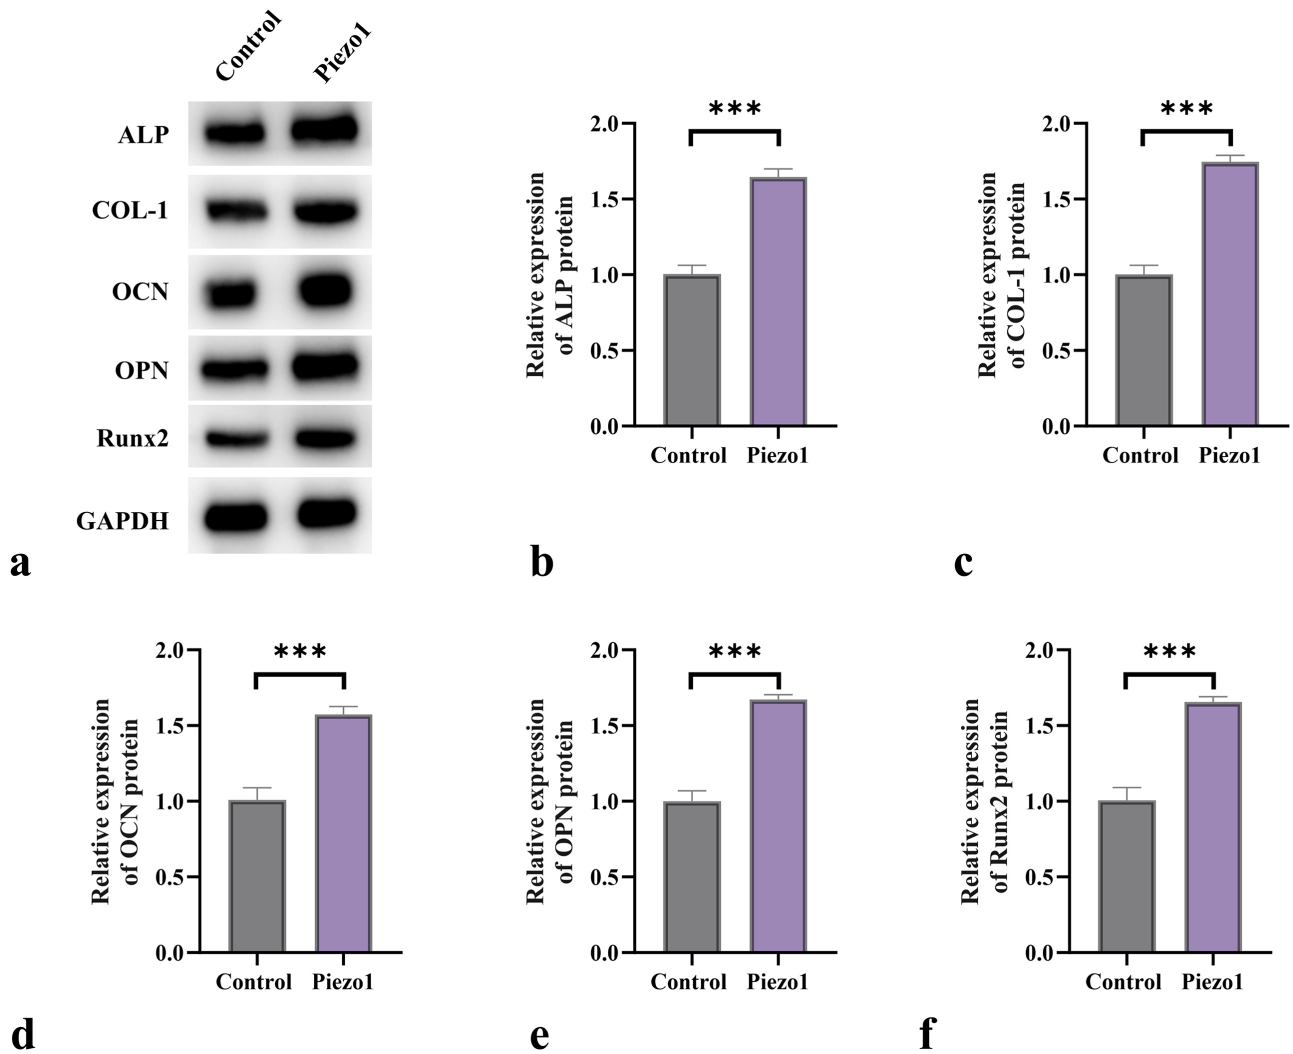 Control Piezo1
ALP
COL-1
OCN
OPN
Runx2
GAPDH
a
***
Relative expression
of ALP protein
2.0
1.5
1.0
0.5
0.0
Control Piezo1
b
***
Relative expression
of COL-1 protein
2.0
1.5
1.0
0.5
0.0
Control Piezo1
c
***
Relative expression
of OCN protein
2.0
1.5
1.0
0.5
0.0
Control Piezo1
d
***
Relative expression
of OPN protein
2.0
1.5
1.0
0.5
0.0
Control Piezo1
e
***
Relative expression
of Runx2 protein
2.0
1.5
1.0
0.5
0.0
Control Piezo1
f